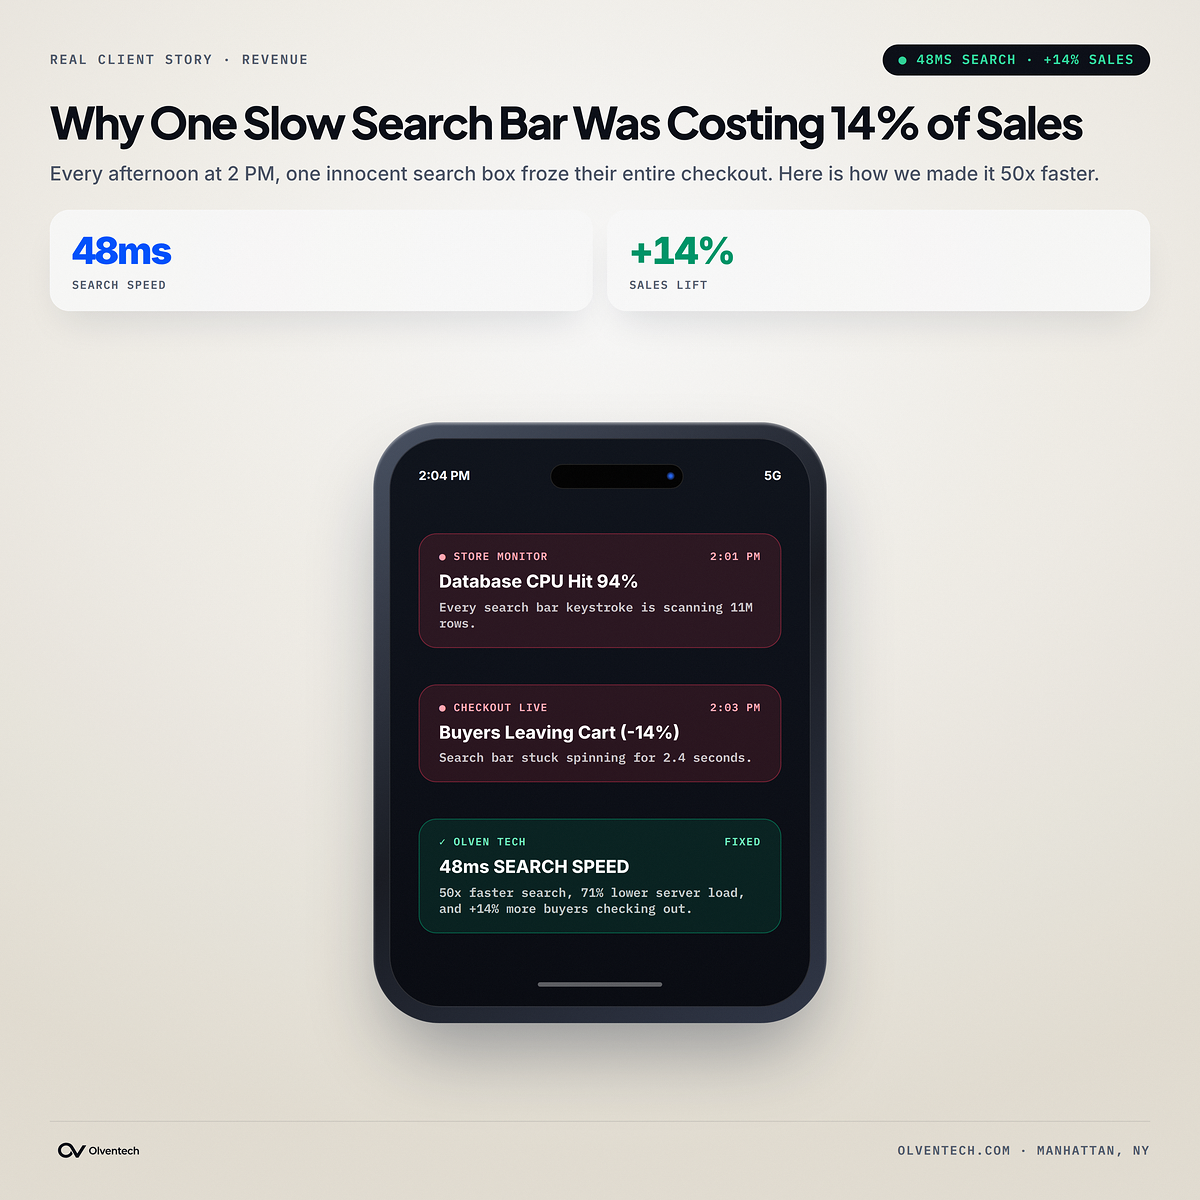 REAL CLIENT STORY · REVENUE
● 48MS SEARCH · +14% SALES
Why One Slow Search Bar Was Costing 14% of Sales
Every afternoon at 2 PM, one innocent search box froze their entire checkout. Here is how we made it 50x faster.
48ms
SEARCH SPEED
+14%
SALES LIFT
2:04 PM
5G
● STORE MONITOR
2:01 PM
Database CPU Hit 94%
Every search bar keystroke is scanning 11M
rows.
● CHECKOUT LIVE
2:03 PM
Buyers Leaving Cart (-14%)
Search bar stuck spinning for 2.4 seconds.
✓ OLVEN TECH
FIXED
48ms SEARCH SPEED
50x faster search, 71% lower server load,
and +14% more buyers checking out.
Olventech
OLVENTECH.COM · MANHATTAN, NY